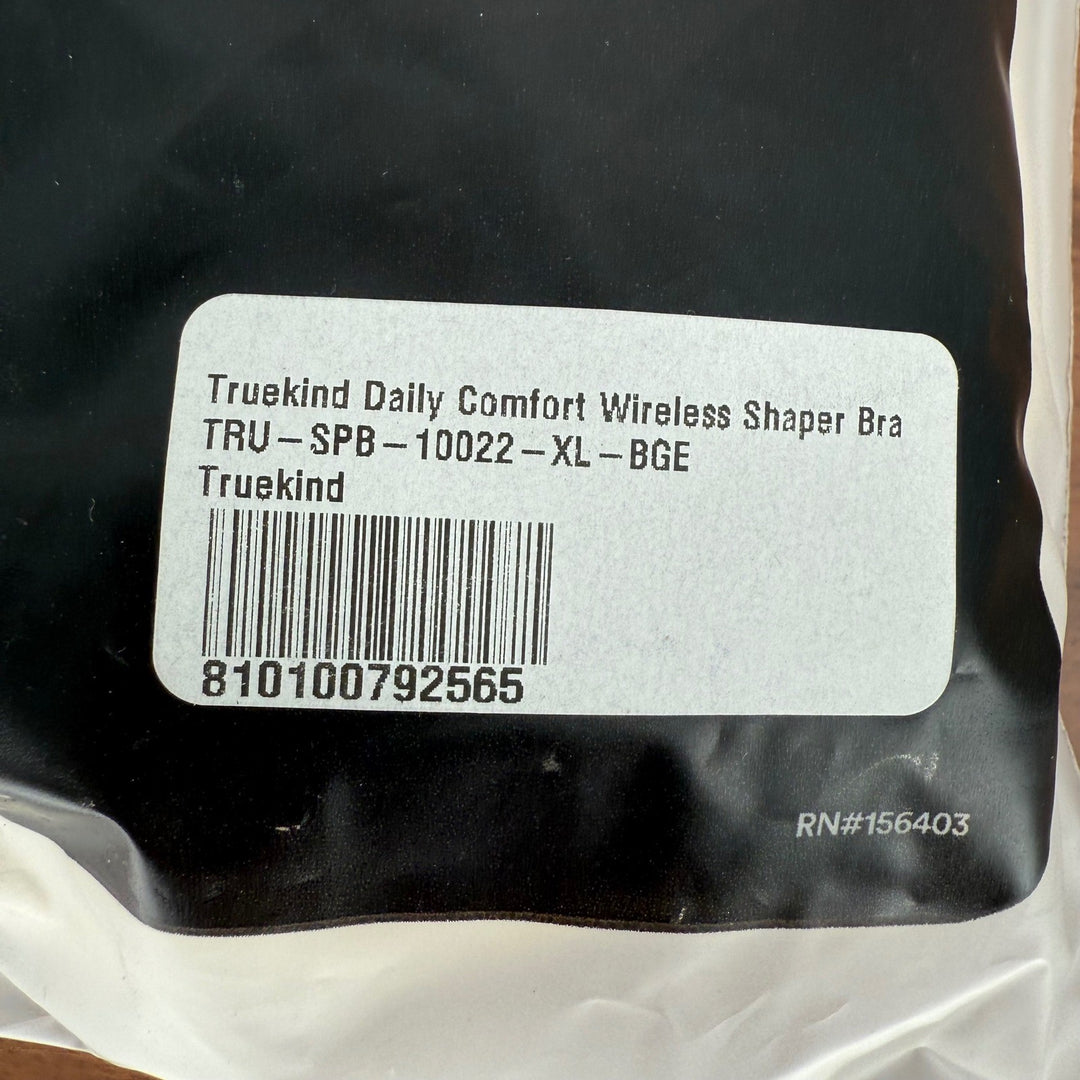 Truekind Daily Comfort Wireless Shaper Bra
TRU-SPB-10022-XL-BGE
Truekind
810100792565
RN#156403